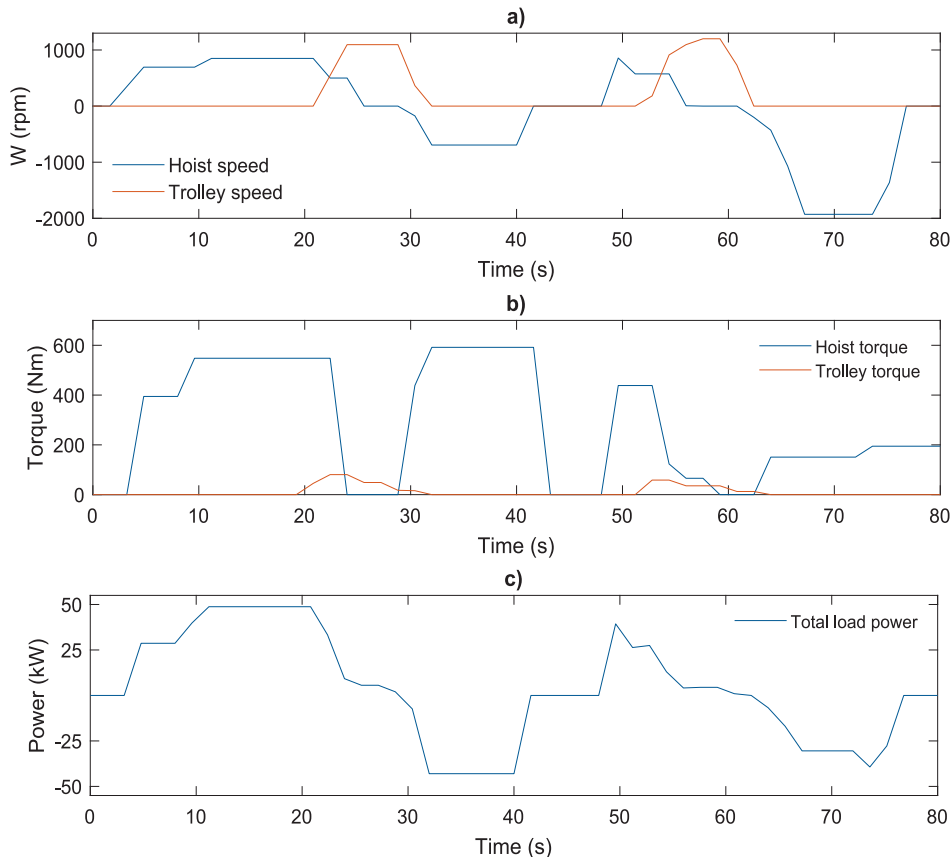 a)
1000
0
-1000
-2000
W (rpm)
Hoist speed
Trolley speed
0 10 20 30 40 50 60 70 80
Time (s)
b)
600
400
200
0
Torque (Nm)
Hoist torque
Trolley torque
0 10 20 30 40 50 60 70 80
Time (s)
c)
50
25
-25
-50
Power (kW)
Total load power
0 10 20 30 40 50 60 70 80
Time (s)